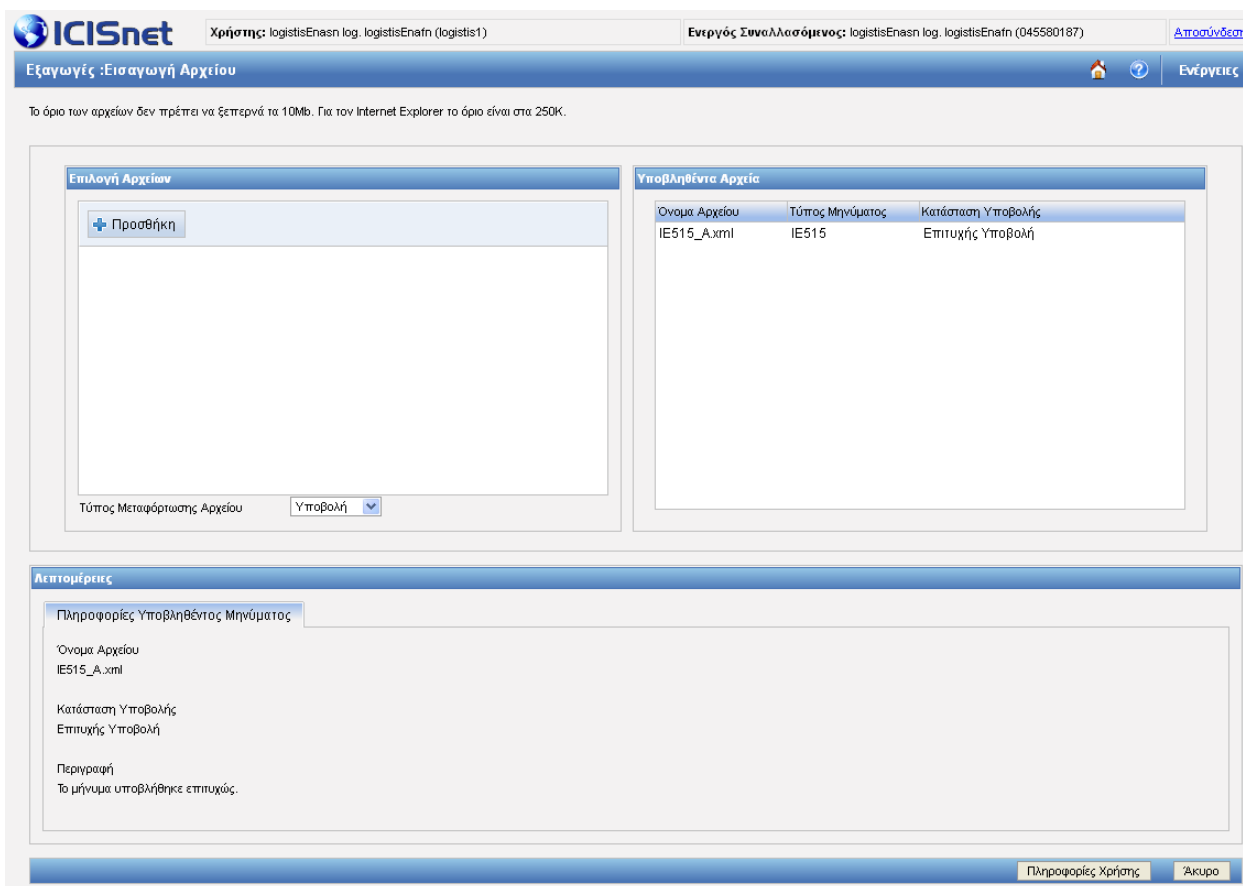 ICISnet
Χρήστης: logistisEnasn log. logistisEnafn (logistis1)
Ενεργός Συναλλασόμενος: logistisEnasn log. logistisEnafn (045580187)
Αποσύνδεση
Εξαγωγές :Εισαγωγή Αρχείου
Ενέργειες
Το όριο των αρχείων δεν πρέπει να ξεπερνά τα 10Mb. Για τον Internet Explorer το όριο είναι στα 250K.
Επιλογή Αρχείων
Προσθήκη
Τύπος Μεταφόρτωσης Αρχείου Υποβολή
Υποβληθέντα Αρχεία
Όνομα Αρχείου Τύπος Μηνύματος Κατάσταση Υποβολής
IE515_A.xml IE515 Επιτυχής Υποβολή
Λεπτομέρειες
Πληροφορίες Υποβληθέντος Μηνύματος
Όνομα Αρχείου
IE515_A.xml
Κατάσταση Υποβολής
Επιτυχής Υποβολή
Περιγραφή
Το μήνυμα υποβλήθηκε επιτυχώς.
Πληροφορίες Χρήσης
Άκυρο